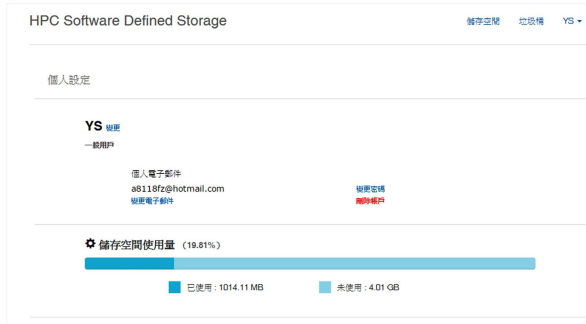 HPC Software Defined Storage 儲存空間 垃圾桶 YS
個人設定
YS 變更
一般用戶
個人電子郵件
a8118fz@hotmail.com 變更密碼
變更電子郵件 刪除帳戶
儲存空間使用量 (19.81%)
已使用 : 1014.11 MB 未使用 : 4.01 GB